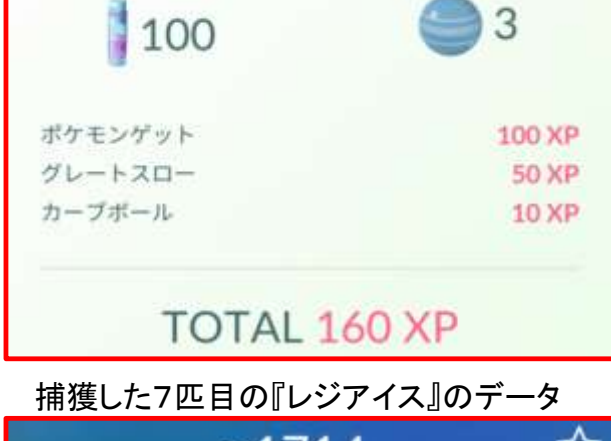 100
3
ポケモンゲット 100 XP
グレートスロー 50 XP
カーブボール 10 XP
TOTAL 160 XP
捕獲した7匹目の『レジアイス』のデータ